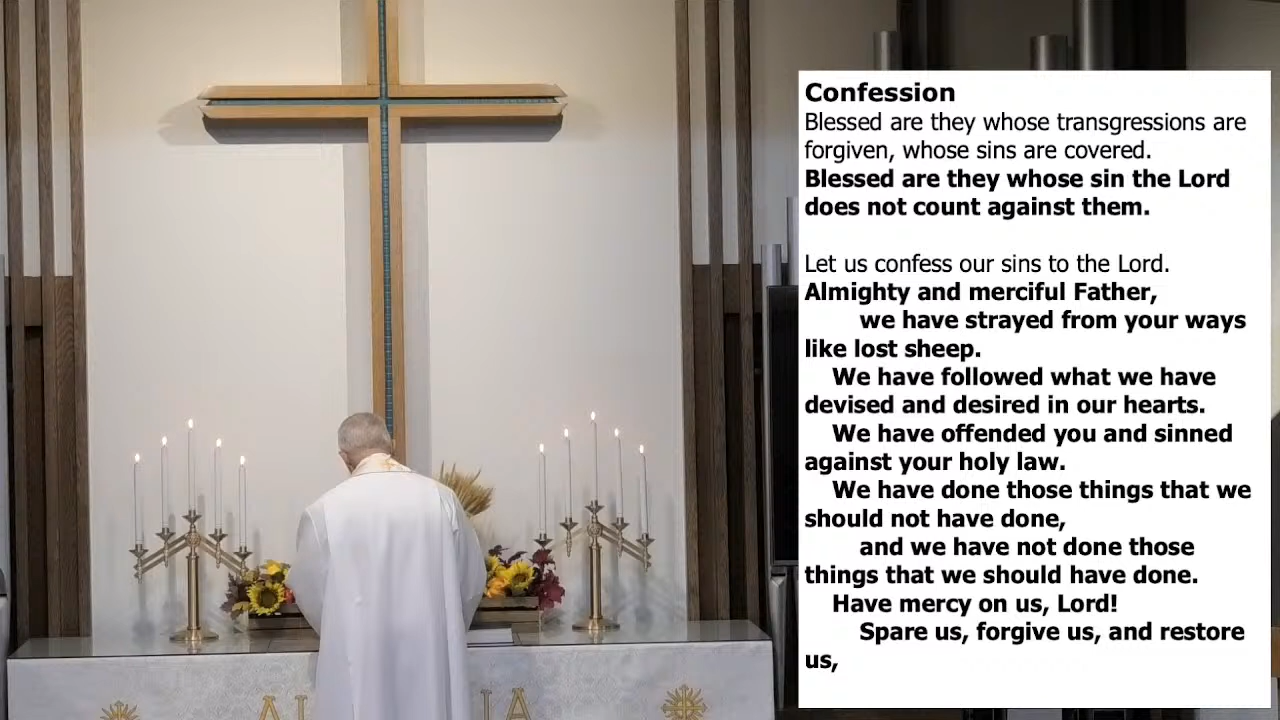 Confession
Blessed are they whose transgressions are
forgiven, whose sins are covered.
Blessed are they whose sin the Lord
does not count against them.
Let us confess our sins to the Lord.
Almighty and merciful Father,
we have strayed from your ways
like lost sheep.
We have followed what we have
devised and desired in our hearts.
We have offended you and sinned
against your holy law.
We have done those things that we
should not have done,
and we have not done those
things that we should have done.
Have mercy on us, Lord!
Spare us, forgive us, and restore
us,